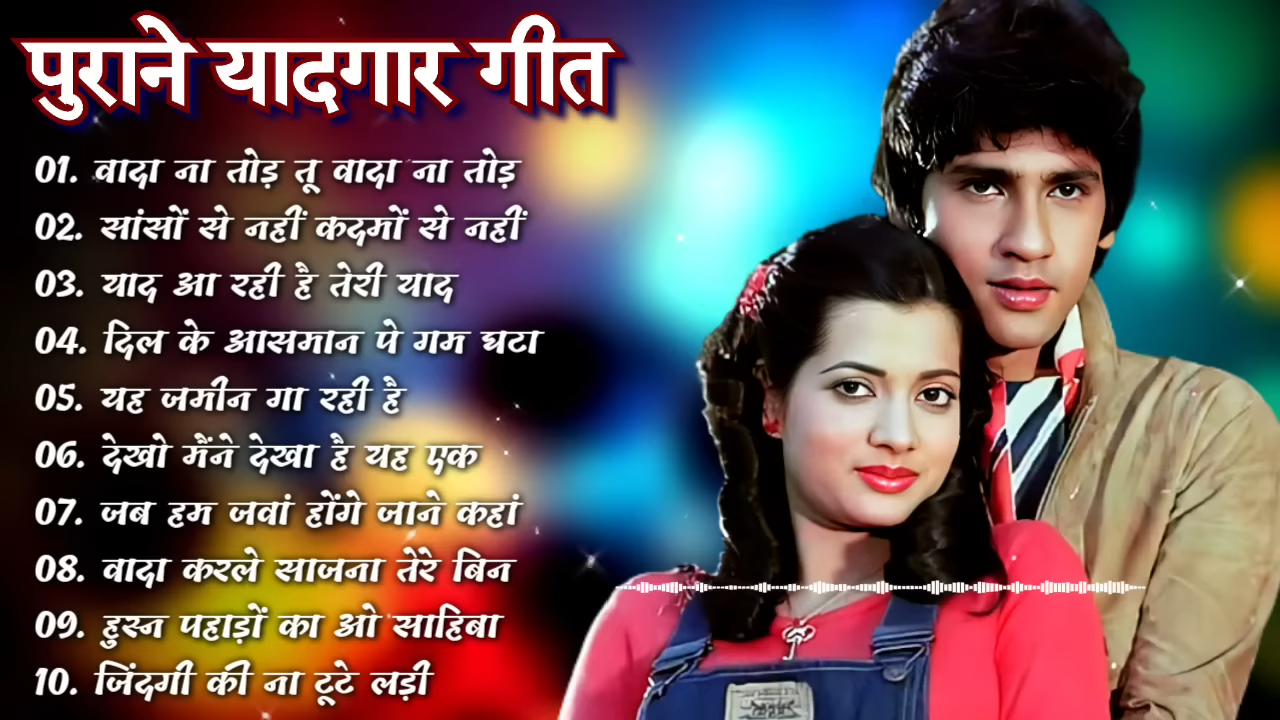 पुराने यादगार गीत
01. वादा ना तोड़ तू वादा ना तोड़
02. सांसों से नहीं कदमों से नहीं
03. याद आ रही है तेरी याद
04. दिल के आसमान पे गम घटा
05. यह जमीन गा रही है
06. देखो मैंने देखा है यह एक
07. जब हम जवां होंगे जाने कहां
08. वादा करले साजना तेरे बिन
09. हुस्न पहाड़ों का ओ साहिबा
10. जिंदगी की ना टूटे लड़ी